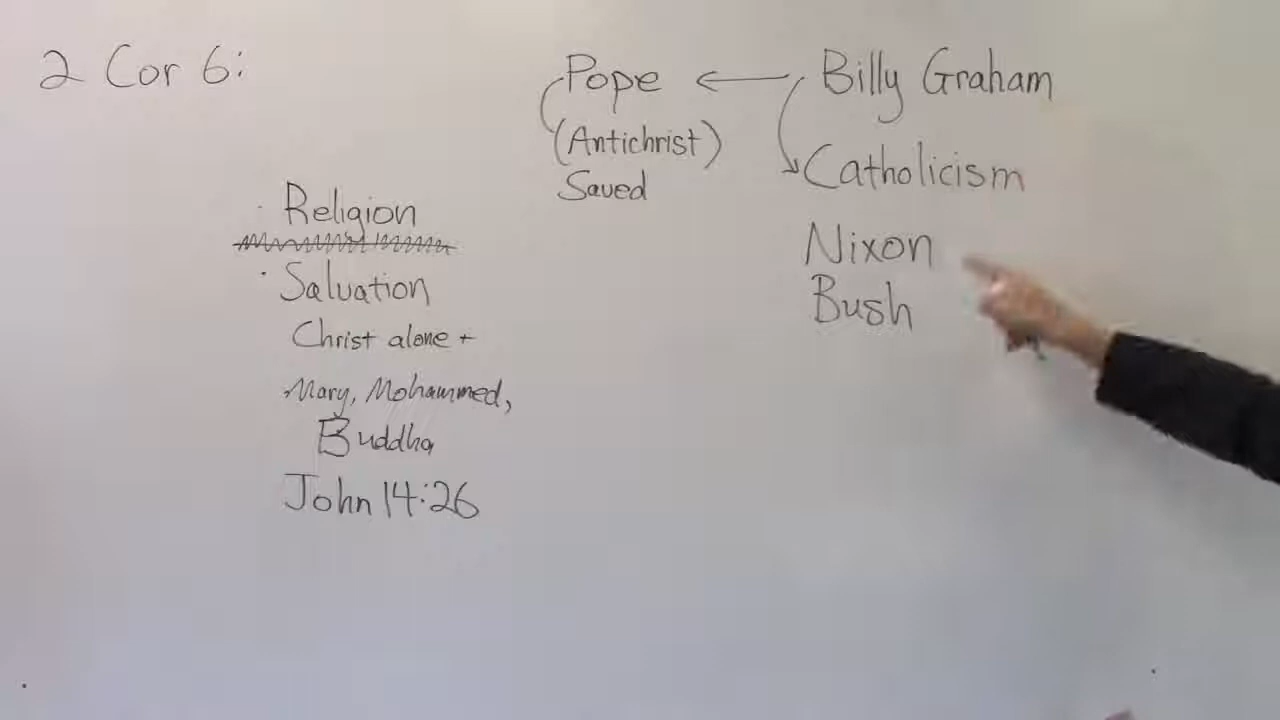 2 Cor 6:
Pope ← Billy Graham
(Antichrist)
Saved
Catholicism
Nixon
Bush
· Religion
· Salvation
Christ alone +
Mary, Mohammed,
Buddha
John 14:26